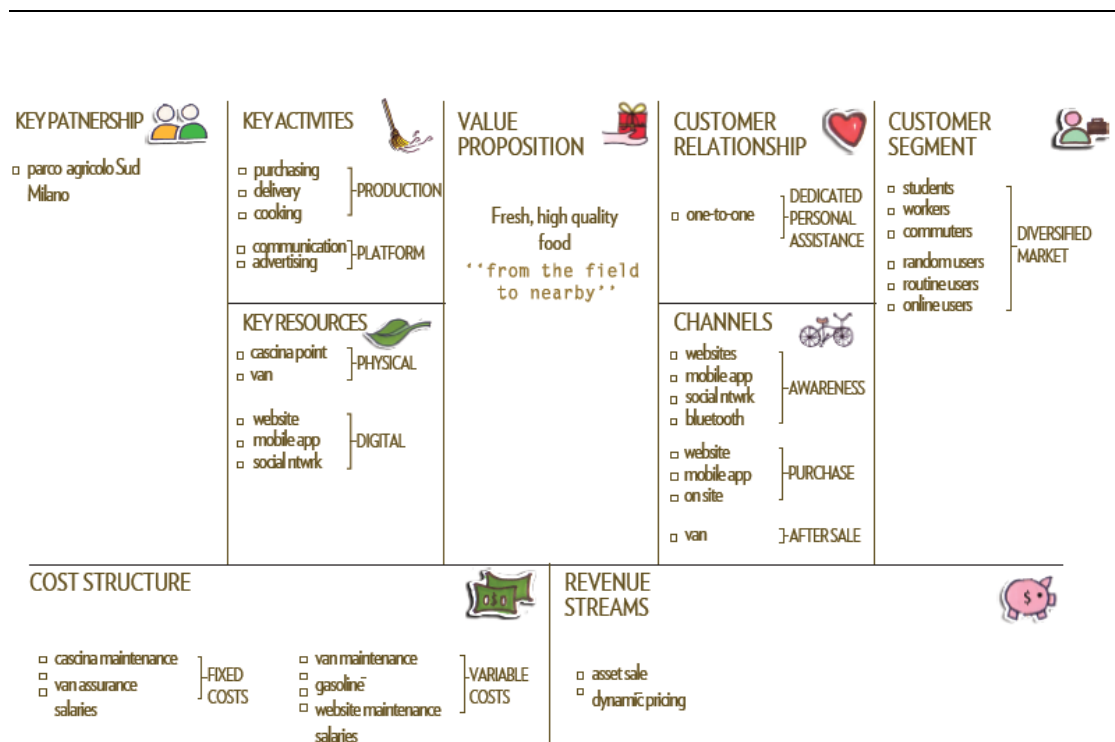 KEY PATNERSHIP
parco agricolo Sud
Milano
KEY ACTIVITES
purchasing
delivery
cooking
PRODUCTION
communication
advertising
PLATFORM
KEY RESOURCES
cascina point
van
PHYSICAL
website
mobile app
social ntwrk
DIGITAL
VALUE
PROPOSITION
Fresh, high quality
food
''from the field
to nearby''
CUSTOMER
RELATIONSHIP
one-to-one
DEDICATED
PERSONAL
ASSISTANCE
CHANNELS
websites
mobile app
social ntwrk
bluetooth
AWARENESS
website
mobile app
on site
PURCHASE
van
AFTER SALE
CUSTOMER
SEGMENT
students
workers
commuters
random users
routine users
online users
DIVERSIFIED
MARKET
COST STRUCTURE
cascina maintenance
van assurance
salaries
FIXED
COSTS
van maintenance
gasoline
website maintenance
salaries
VARIABLE
COSTS
REVENUE
STREAMS
asset sale
dynamic pricing